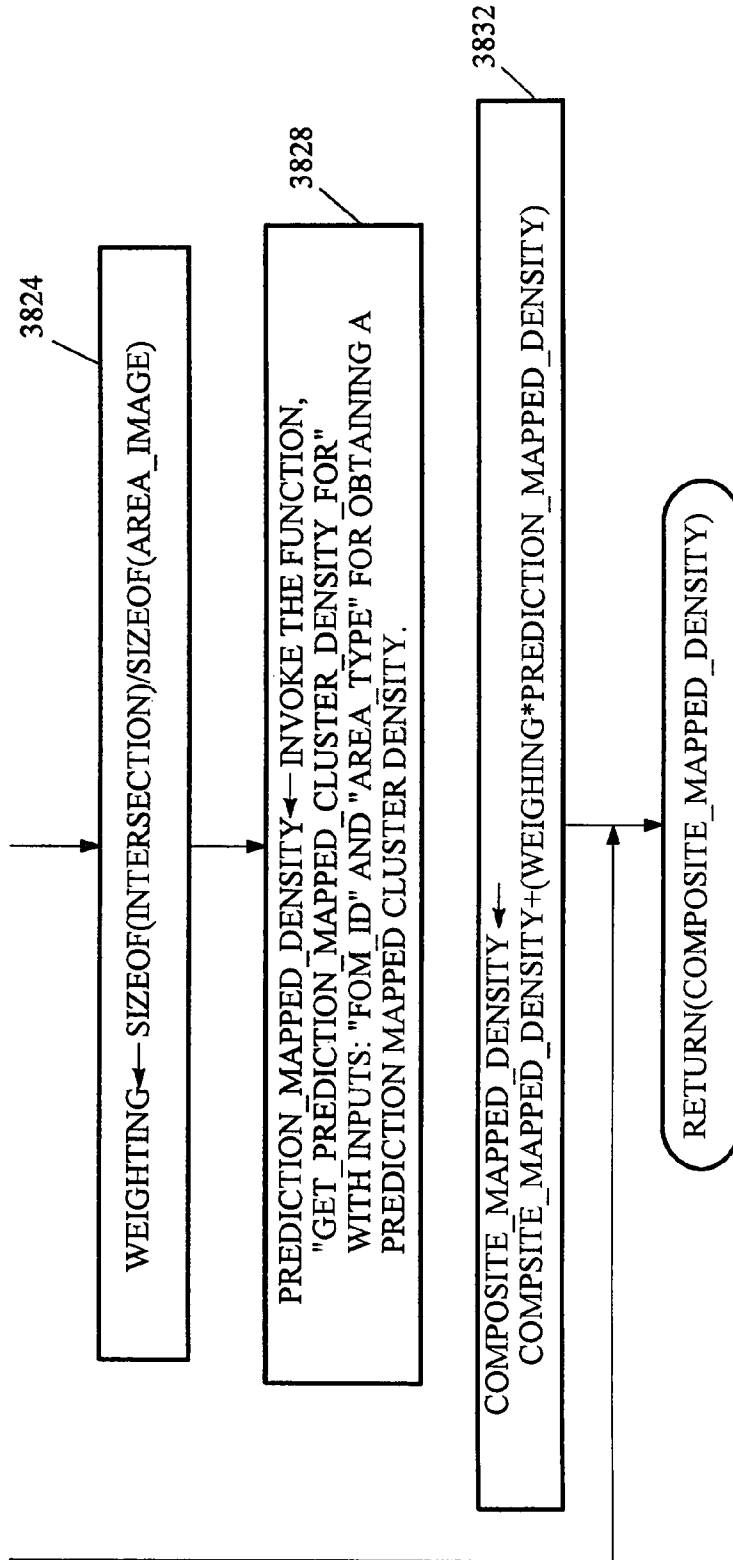 3824
WEIGHTING ← SIZEOF(INTERSECTION)/SIZEOF(AREA_IMAGE)
3828
PREDICTION_MAPPED_DENSITY ← INVOKE THE FUNCTION,
"GET_PREDICTION_MAPPED_CLUSTER_DENSITY_FOR"
WITH INPUTS: "FOM_ID" AND "AREA_TYPE" FOR OBTAINING A
PREDICTION MAPPED CLUSTER DENSITY.
3832
COMPOSITE_MAPPED_DENSITY ←
COMPSITE_MAPPED_DENSITY+(WEIGHING*PREDICTION_MAPPED_DENSITY)
RETURN(COMPOSITE_MAPPED_DENSITY)